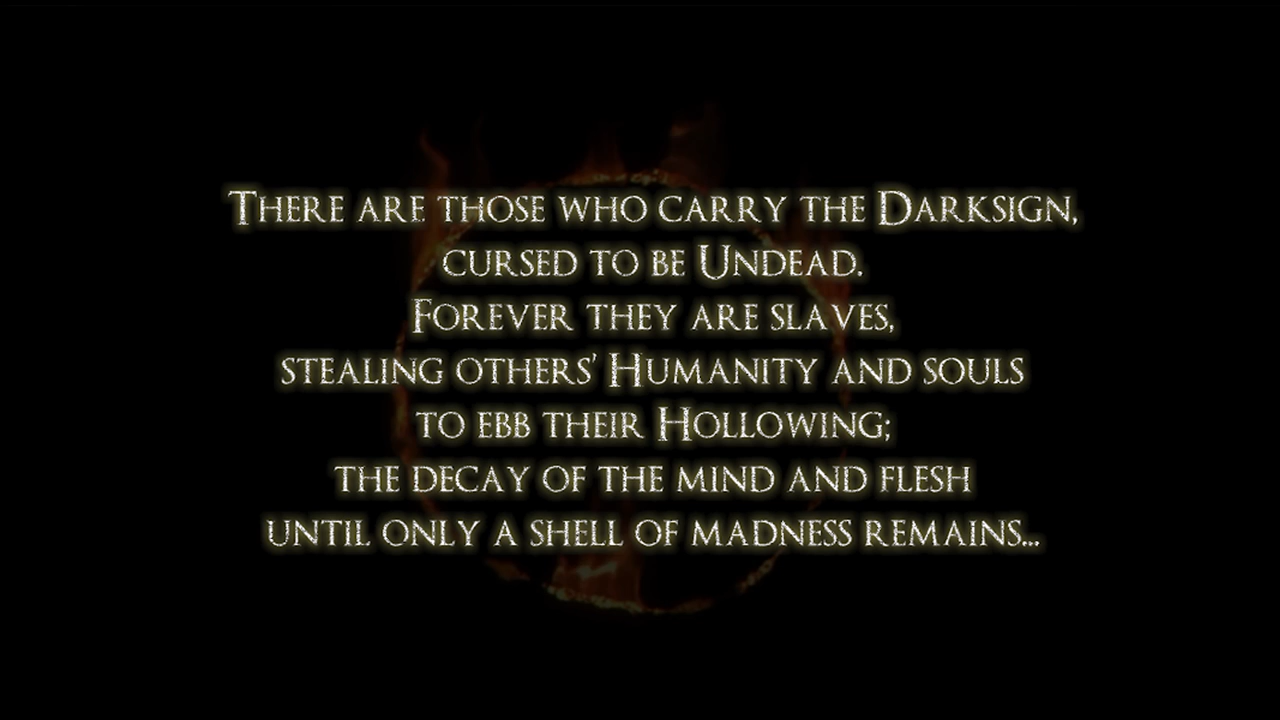 There are those who carry the Darksign,
cursed to be Undead.
Forever they are slaves,
stealing others' Humanity and souls
to ebb their Hollowing;
the decay of the mind and flesh
until only a shell of madness remains...